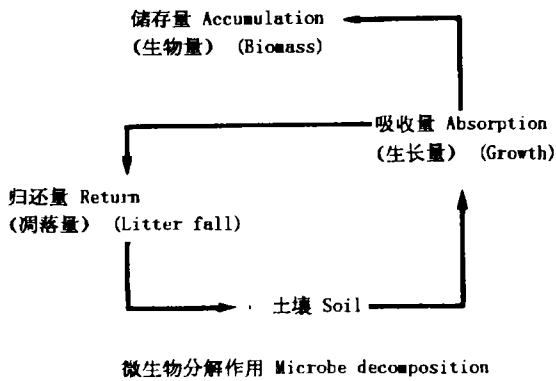 储存量 Accumulation
（生物量） (Biomass)
吸收量 Absorption
（生长量） (Growth)
归还量 Return
（凋落量） (Litter fall)
土壤 Soil
微生物分解作用 Microbe decomposition